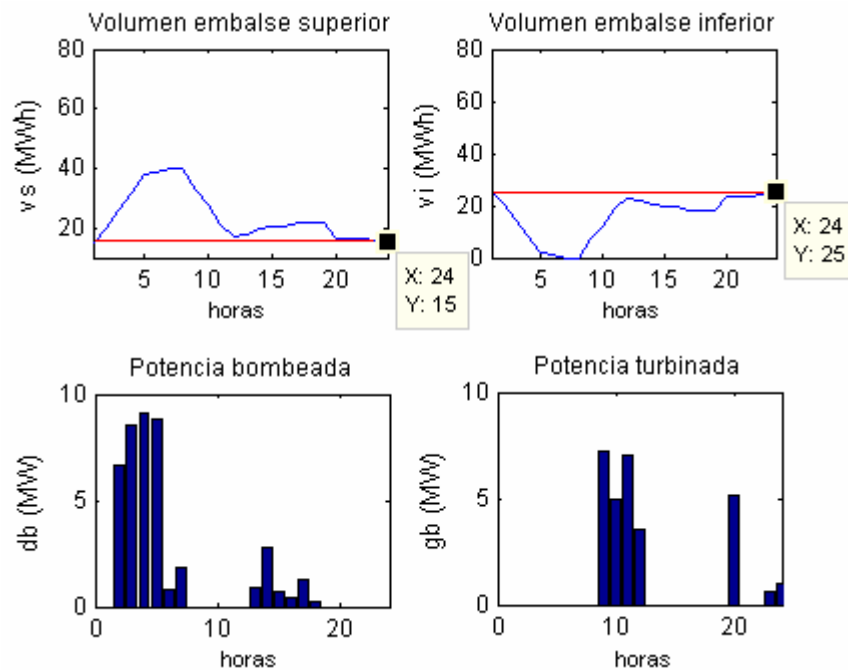 Volumen embalse superior
80
60
40
20
vs (MWh)
5
10
15
20
horas
X: 24
Y: 15
Volumen embalse inferior
80
60
40
20
0
vi (MWh)
5
10
15
20
horas
X: 24
Y: 25
Potencia bombeada
10
5
0
db (MW)
0
10
20
horas
Potencia turbinada
10
5
0
gb (MW)
0
10
20
horas